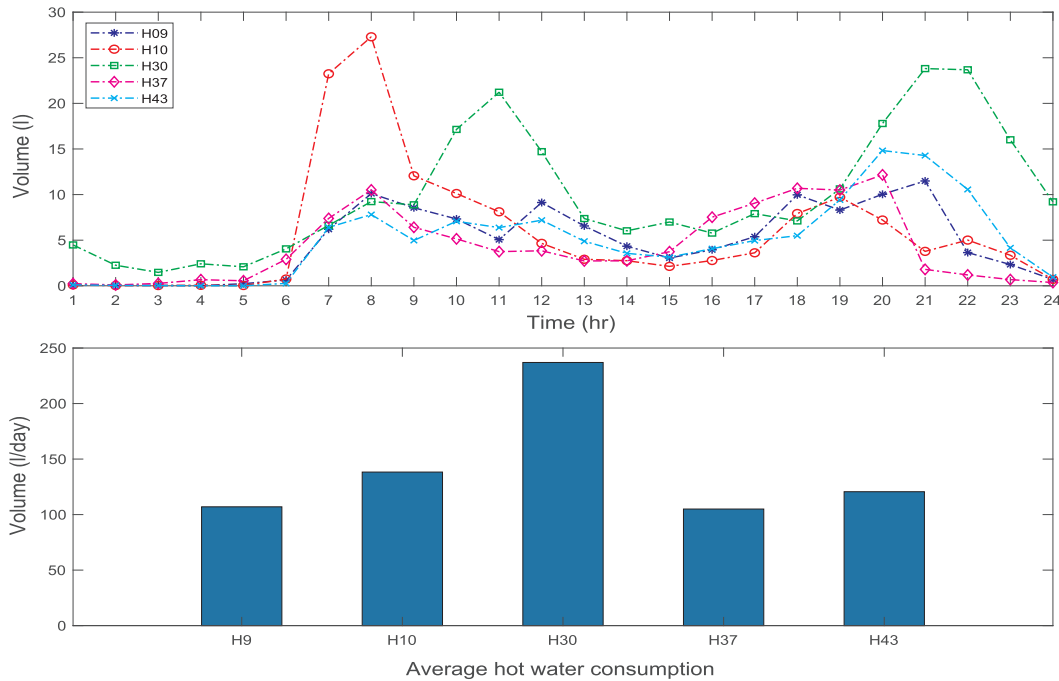 30
25
20
15
10
5
0
Volume (l)
H09
H10
H30
H37
H43
1 2 3 4 5 6 7 8 9 10 11 12 13 14 15 16 17 18 19 20 21 22 23 24
Time (hr)
250
200
150
100
50
0
Volume (l/day)
H9 H10 H30 H37 H43
Average hot water consumption